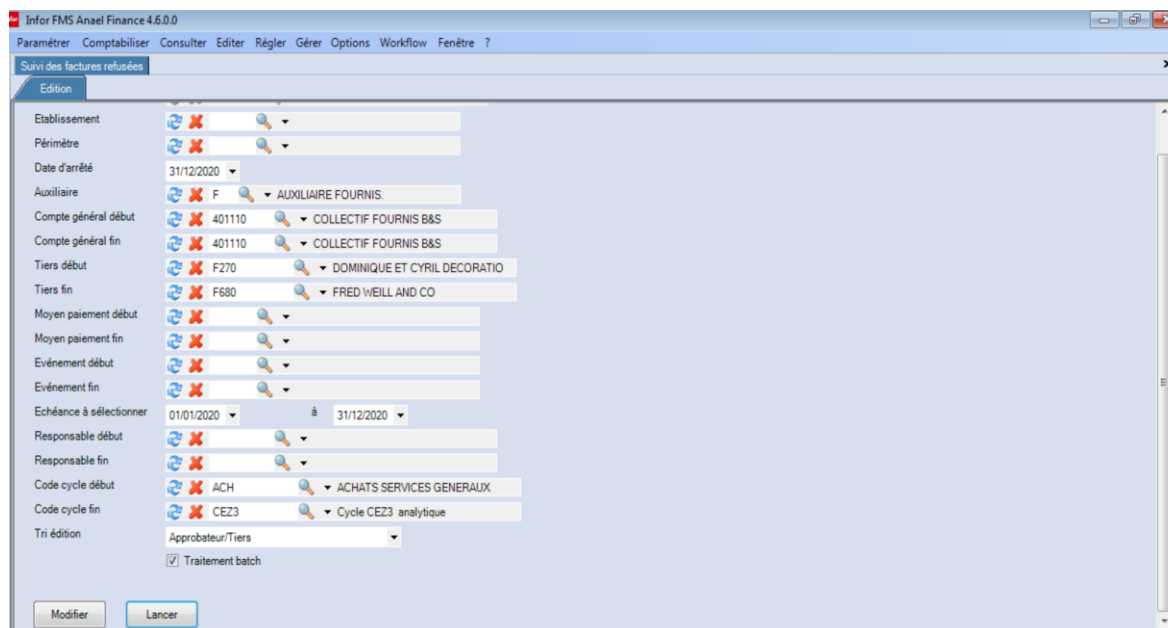 Infor FMS Anael Finance 4.6.0.0
Paramétrer Comptabiliser Consulter Editer Régler Gérer Options Workflow Fenêtre ?
Suivi des factures refusées
Edition
Etablissement
Périmètre
Date d'arrêté 31/12/2020
Auxiliaire F AUXILIAIRE FOURNIS.
Compte général début 401110 COLLECTIF FOURNIS B&S
Compte général fin 401110 COLLECTIF FOURNIS B&S
Tiers début F270 DOMINIQUE ET CYRIL DECORATIO
Tiers fin F680 FRED WEILL AND CO
Moyen paiement début
Moyen paiement fin
Evénement début
Evénement fin
Echéance à sélectionner 01/01/2020 à 31/12/2020
Responsable début
Responsable fin
Code cycle début ACH ACHATS SERVICES GENERAUX
Code cycle fin CEZ3 Cycle CEZ3 analytique
Tri édition Approbateur/Tiers
Traitement batch
Modifier Lancer